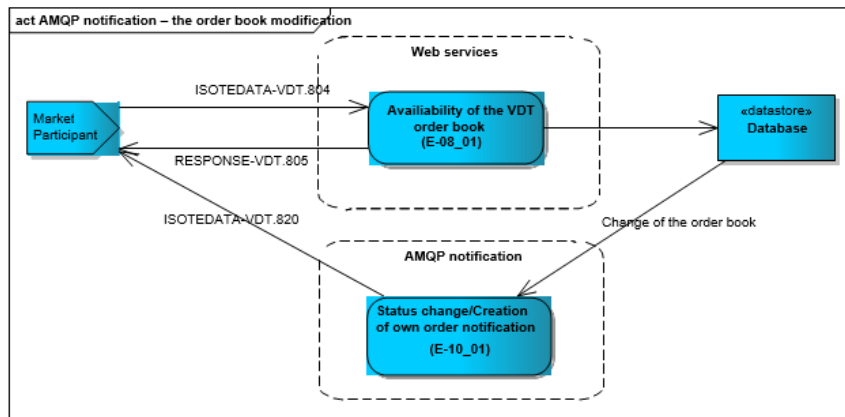 act AMQP notification – the order book modification
Web services
ISOTEDATA-VDT.804
Market
Participant
Availiability of the VDT
order book
(E-08_01)
«datastore»
Database
RESPONSE-VDT.805
ISOTEDATA-VDT.820
Change of the order book
AMQP notification
Status change/Creation
of own order notification
(E-10_01)